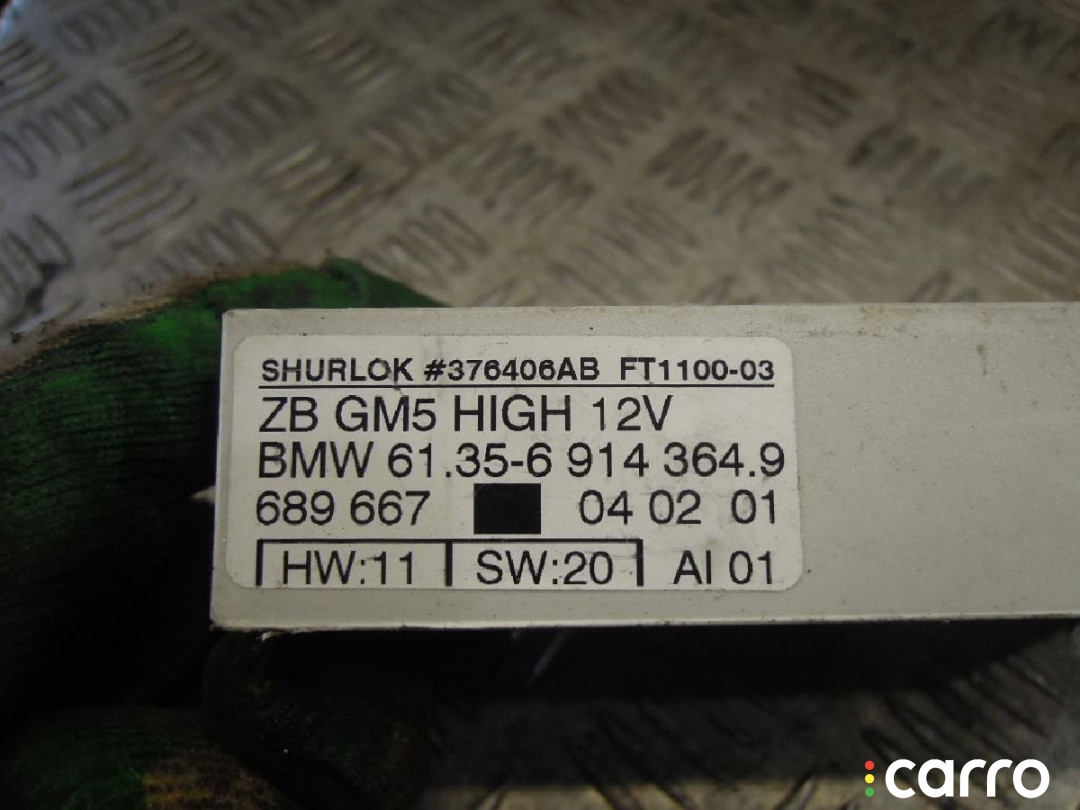 SHURLOK #376406AB FT1100-03
ZB GM5 HIGH 12V
BMW 61.35-6 914 364.9
689 667 04 02 01
HW:11 SW:20 AI 01
carro